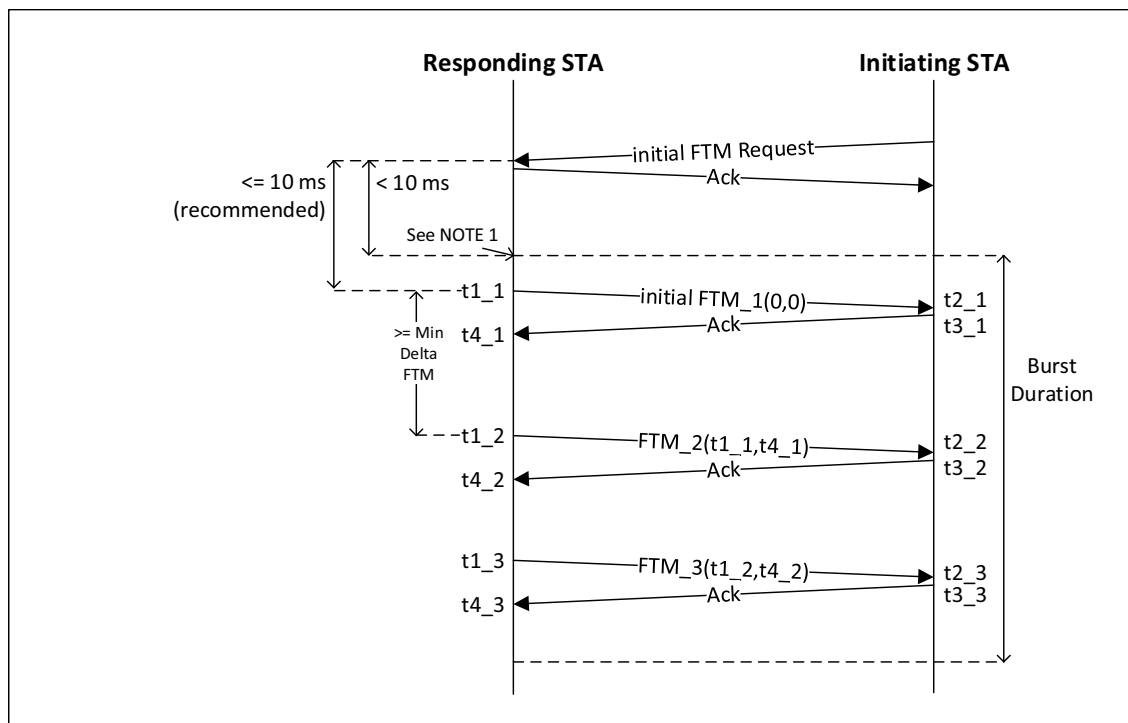 Responding STA
Initiating STA
initial FTM Request
Ack
<= 10 ms
(recommended)
< 10 ms
See NOTE 1
t1_1
initial FTM_1(0,0)
t2_1
Ack
t3_1
t4_1
>= Min
Delta
FTM
Burst
Duration
t1_2
FTM_2(t1_1,t4_1)
t2_2
Ack
t3_2
t4_2
t1_3
FTM_3(t1_2,t4_2)
t2_3
Ack
t3_3
t4_3